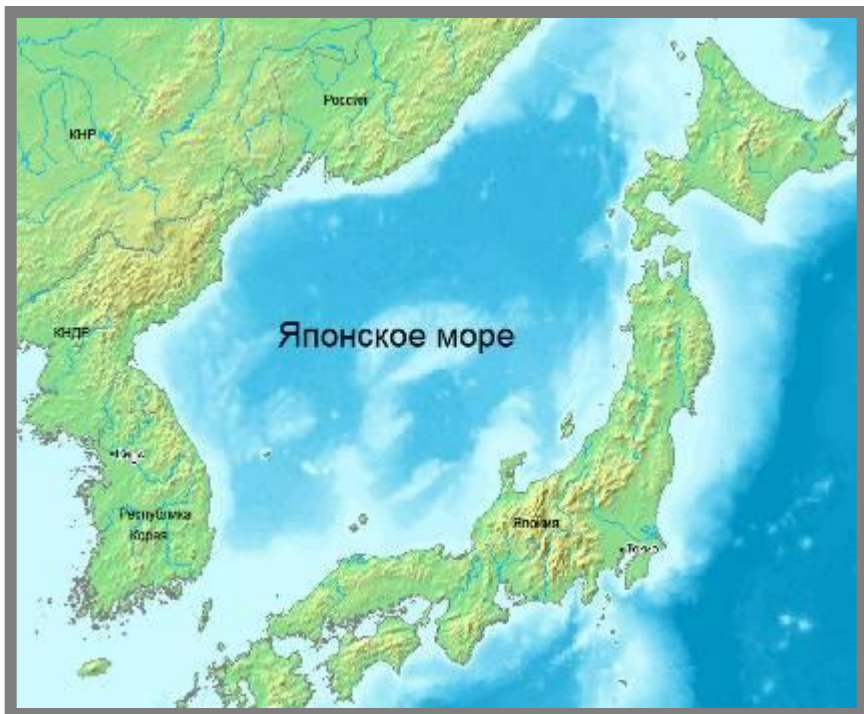 Россия
КНР
Японское море
КНДР
Республика
Корея
Япония
Токио